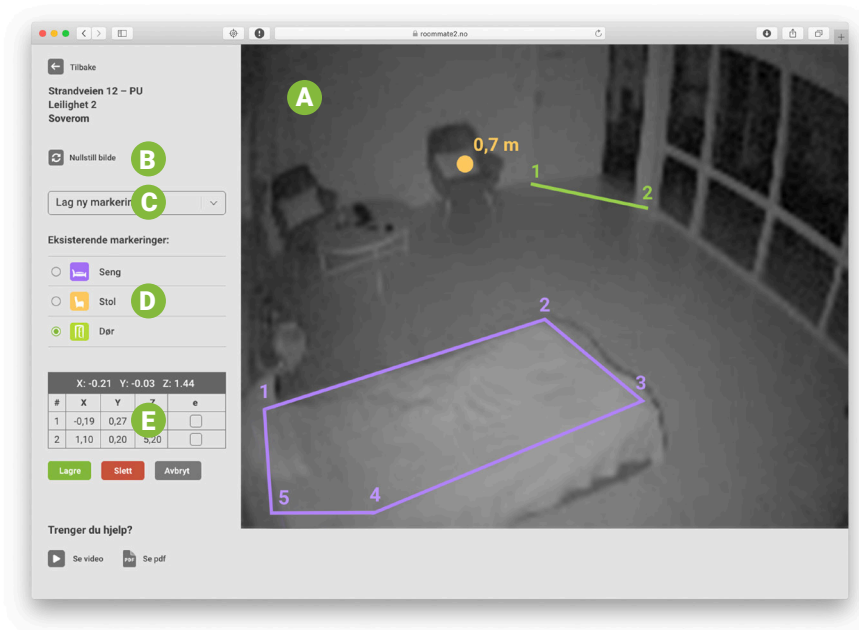 roommate2.no
Tilbake
Strandveien 12 – PU
Leilighet 2
Soverom
Nullstill bilde
B
Lag ny markerin
C
Eksisterende markeringer:
Seng
Stol
D
Dør
X: -0.21 Y: -0.03 Z: 1.44
# X Y Z e
1 -0,19 0,27
E
2 1,10 0,20 5,20
Lagre Slett Avbryt
Trenger du hjelp?
Se video PDF Se pdf
A
0,7 m
1
2
2
3
1
4
5